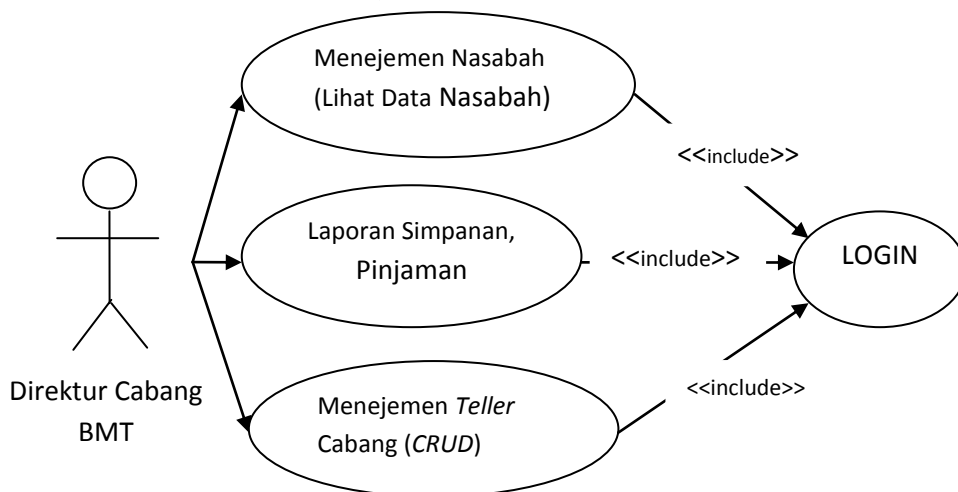 Menejemen Nasabah
(Lihat Data Nasabah)
<<include>>
Laporan Simpanan,
Pinjaman
<<include>>
LOGIN
Direktur Cabang
BMT
Menejemen Teller
Cabang (CRUD)
<<include>>